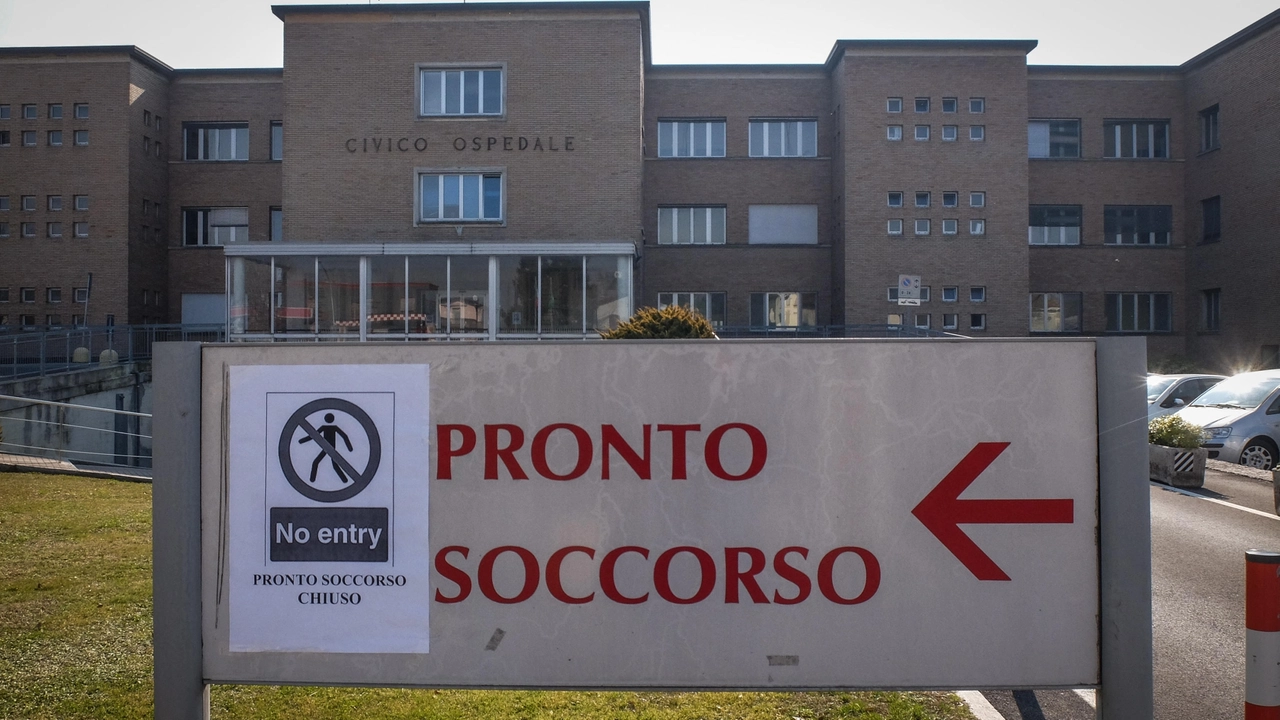 CIVICO OSPEDALE
No entry
PRONTO SOCCORSO
CHIUSO
PRONTO
SOCCORSO